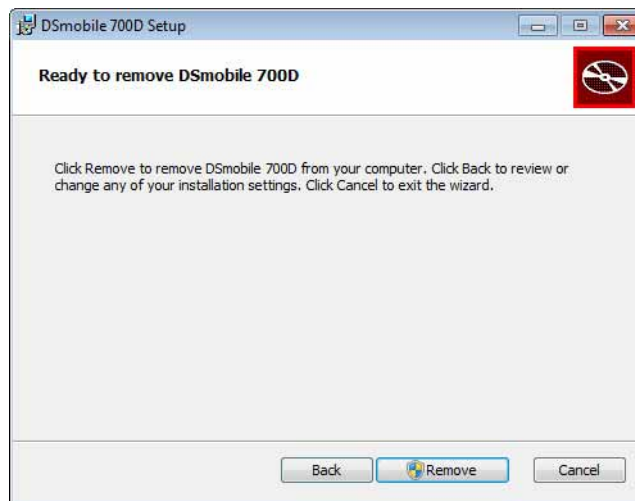 DSmobile 700D Setup
Ready to remove DSmobile 700D
Click Remove to remove DSmobile 700D from your computer. Click Back to review or
change any of your installation settings. Click Cancel to exit the wizard.
Back
Remove
Cancel